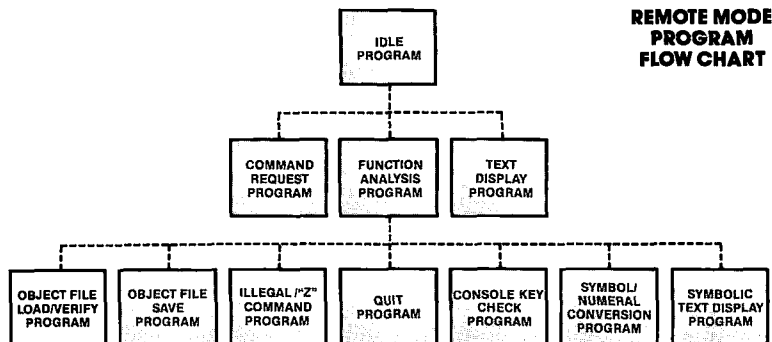 REMOTE MODE
PROGRAM
FLOW CHART
IDLE
PROGRAM
COMMAND
REQUEST
PROGRAM
FUNCTION
ANALYSIS
PROGRAM
TEXT
DISPLAY
PROGRAM
OBJECT FILE
LOAD/VERIFY
PROGRAM
OBJECT FILE
SAVE
PROGRAM
ILLEGAL/"Z"
COMMAND
PROGRAM
QUIT
PROGRAM
CONSOLE KEY
CHECK
PROGRAM
SYMBOL/
NUMERAL
CONVERSION
PROGRAM
SYMBOLIC
TEXT DISPLAY
PROGRAM